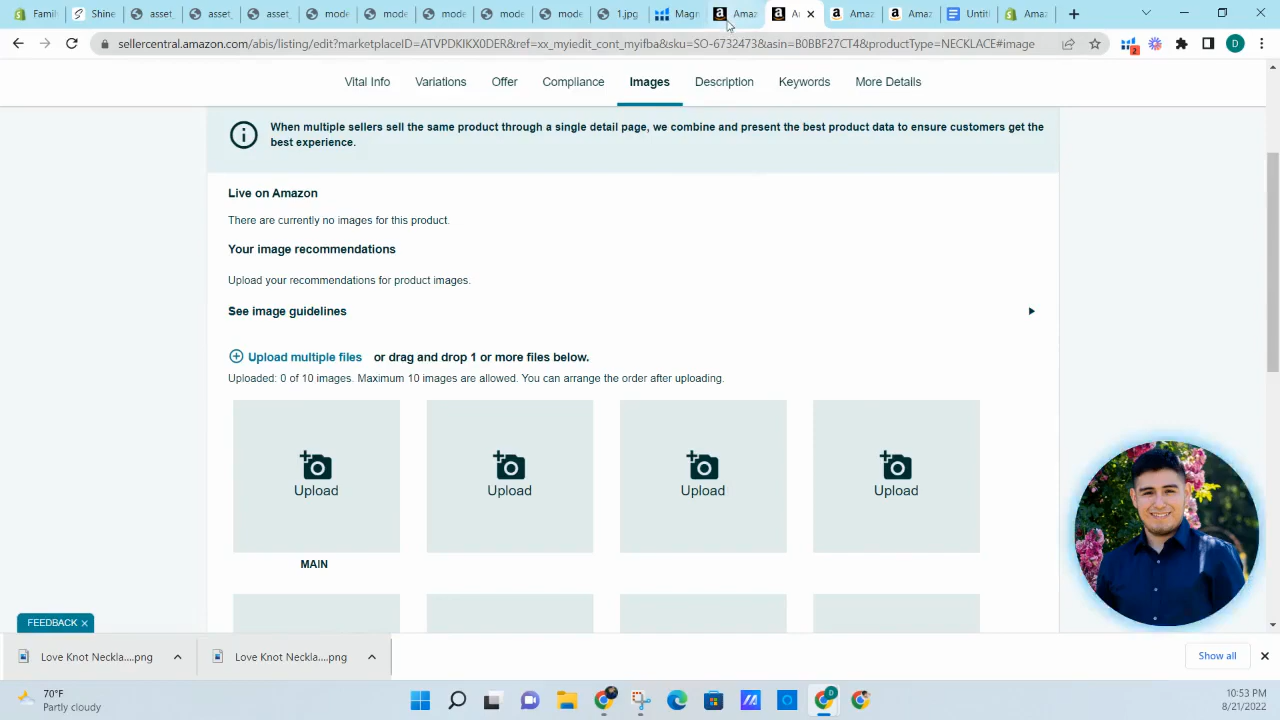 Famil
asset
asset
asset
mode
mode
mode
mode
1.jpg
Magn
Amaz
Amaz
Amaz
Untitl
Amaz
Shine
sellercentral.amazon.com/abis/listing/edit?marketplaceID=ATVPDKIKX0DER&ref=xx_myiedit_cont_myifba&sku=SO-6732473&asin=B0BBF27CT4&productType=NECKLACE#image
2
D
Vital Info
Variations
Offer
Compliance
Images
Description
Keywords
More Details
When multiple sellers sell the same product through a single detail page, we combine and present the best product data to ensure customers get the
best experience.
Live on Amazon
There are currently no images for this product.
Your image recommendations
Upload your recommendations for product images.
See image guidelines
Upload multiple files or drag and drop 1 or more files below.
Uploaded: 0 of 10 images. Maximum 10 images are allowed. You can arrange the order after uploading.
Upload
Upload
Upload
Upload
MAIN
FEEDBACK
Love Knot Neckla....png
Love Knot Neckla....png
Show all
70°F
Partly cloudy
10:53 PM
8/21/2022